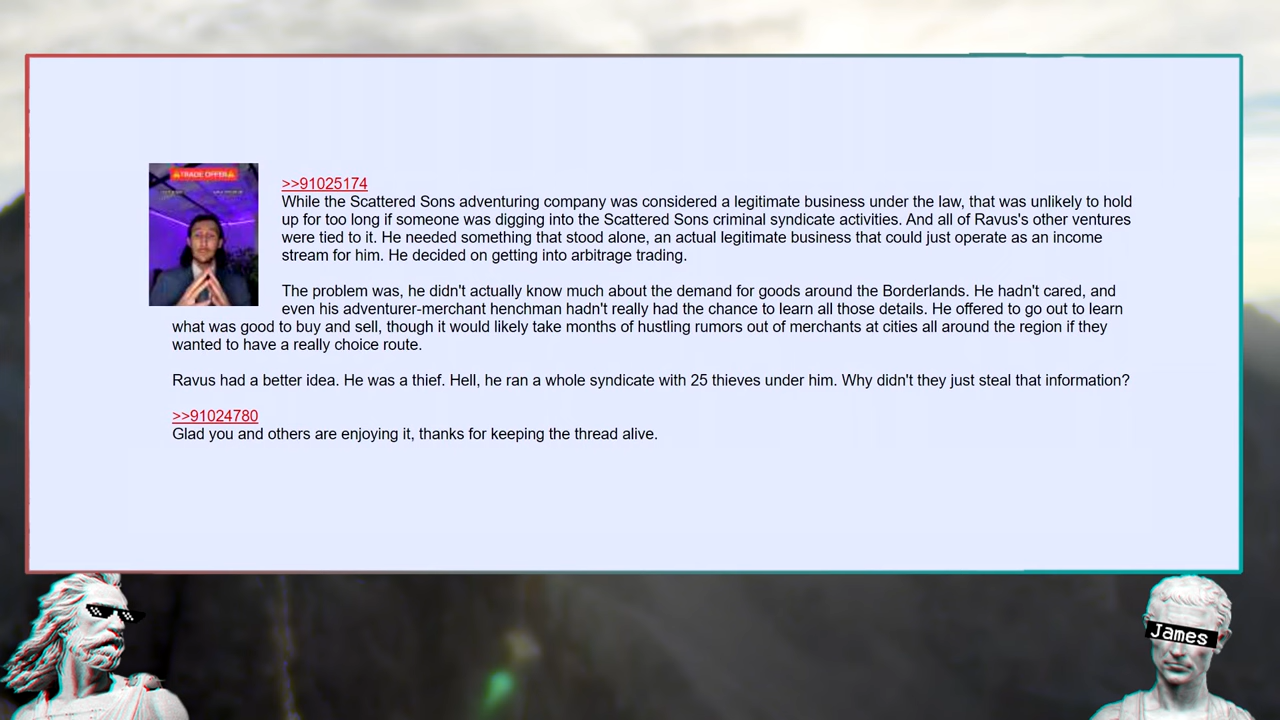 ⚠TRADE OFFER⚠
>>91025174
While the Scattered Sons adventuring company was considered a legitimate business under the law, that was unlikely to hold
up for too long if someone was digging into the Scattered Sons criminal syndicate activities. And all of Ravus's other ventures
were tied to it. He needed something that stood alone, an actual legitimate business that could just operate as an income
stream for him. He decided on getting into arbitrage trading.
The problem was, he didn't actually know much about the demand for goods around the Borderlands. He hadn't cared, and
even his adventurer-merchant henchman hadn't really had the chance to learn all those details. He offered to go out to learn
what was good to buy and sell, though it would likely take months of hustling rumors out of merchants at cities all around the region if they
wanted to have a really choice route.
Ravus had a better idea. He was a thief. Hell, he ran a whole syndicate with 25 thieves under him. Why didn't they just steal that information?
>>91024780
Glad you and others are enjoying it, thanks for keeping the thread alive.
James